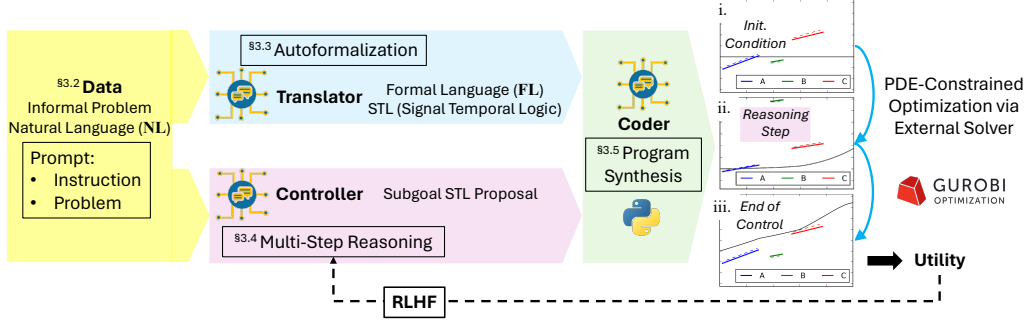 §3.2 Data
Informal Problem
Natural Language (NL)
Prompt:
• Instruction
• Problem
§3.3 Autoformalization
Translator
Formal Language (FL)
STL (Signal Temporal Logic)
Controller
Subgoal STL Proposal
§3.4 Multi-Step Reasoning
Coder
§3.5 Program
Synthesis
i.
Init.
Condition
A B C
ii.
Reasoning
Step
A B C
iii.
End of
Control
A B C
PDE-Constrained
Optimization via
External Solver
GUROBI
OPTIMIZATION
Utility
RLHF